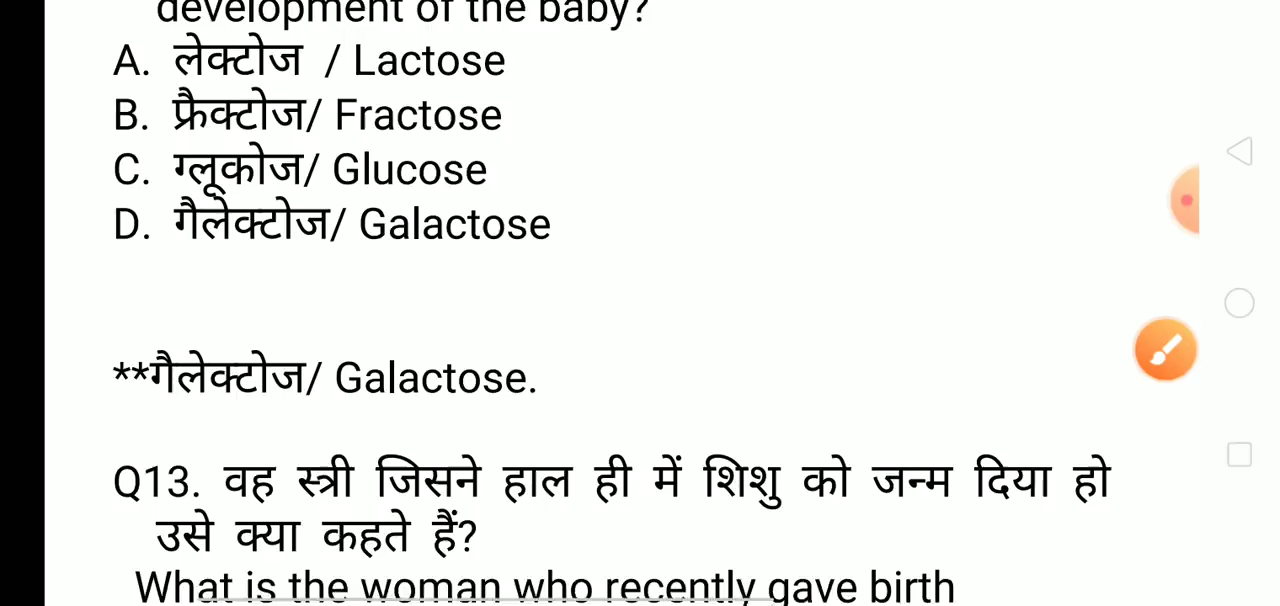 development of the baby?
A. लेक्टोज / Lactose
B. फ्रैक्टोज/ Fractose
C. ग्लूकोज/ Glucose
D. गैलेक्टोज/ Galactose
**गैलेक्टोज/ Galactose.
Q13. वह स्त्री जिसने हाल ही में शिशु को जन्म दिया हो
उसे क्या कहते हैं?
What is the woman who recently gave birth